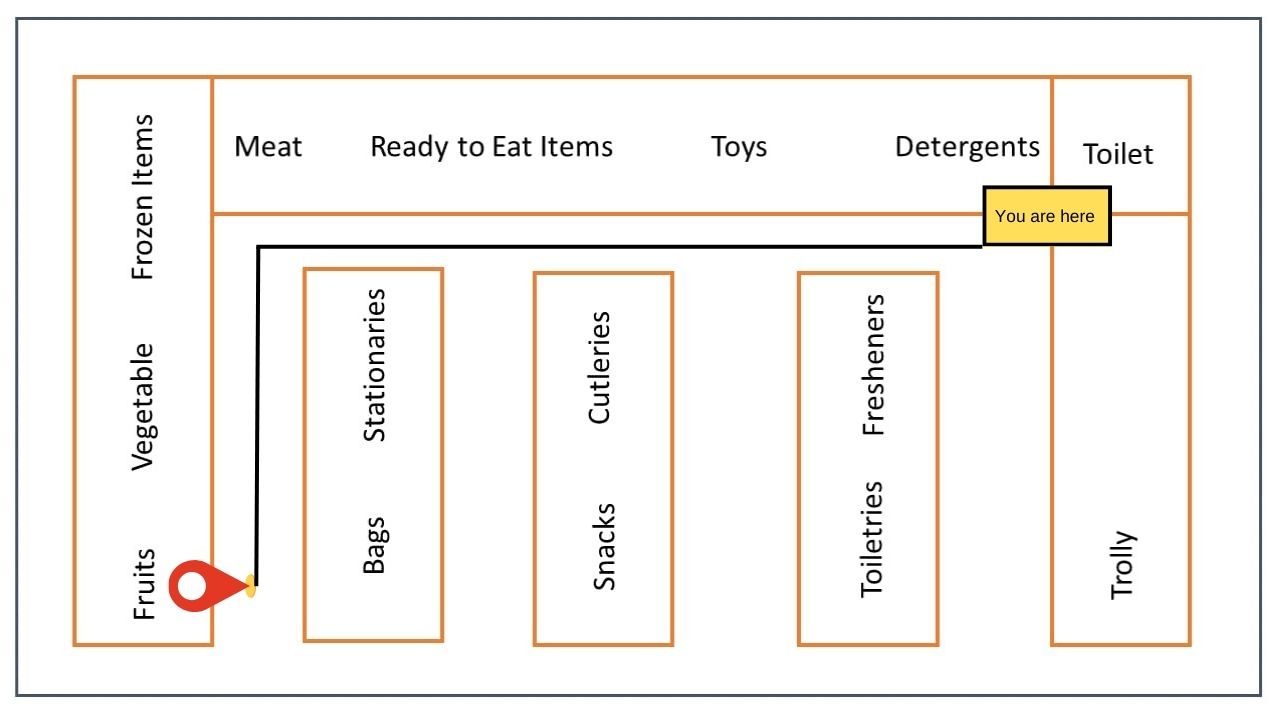 Meat
Ready to Eat Items
Toys
Detergents
Toilet
You are here
Frozen Items
Vegetable
Fruits
Stationaries
Bags
Cutleries
Snacks
Fresheners
Toiletries
Trolly